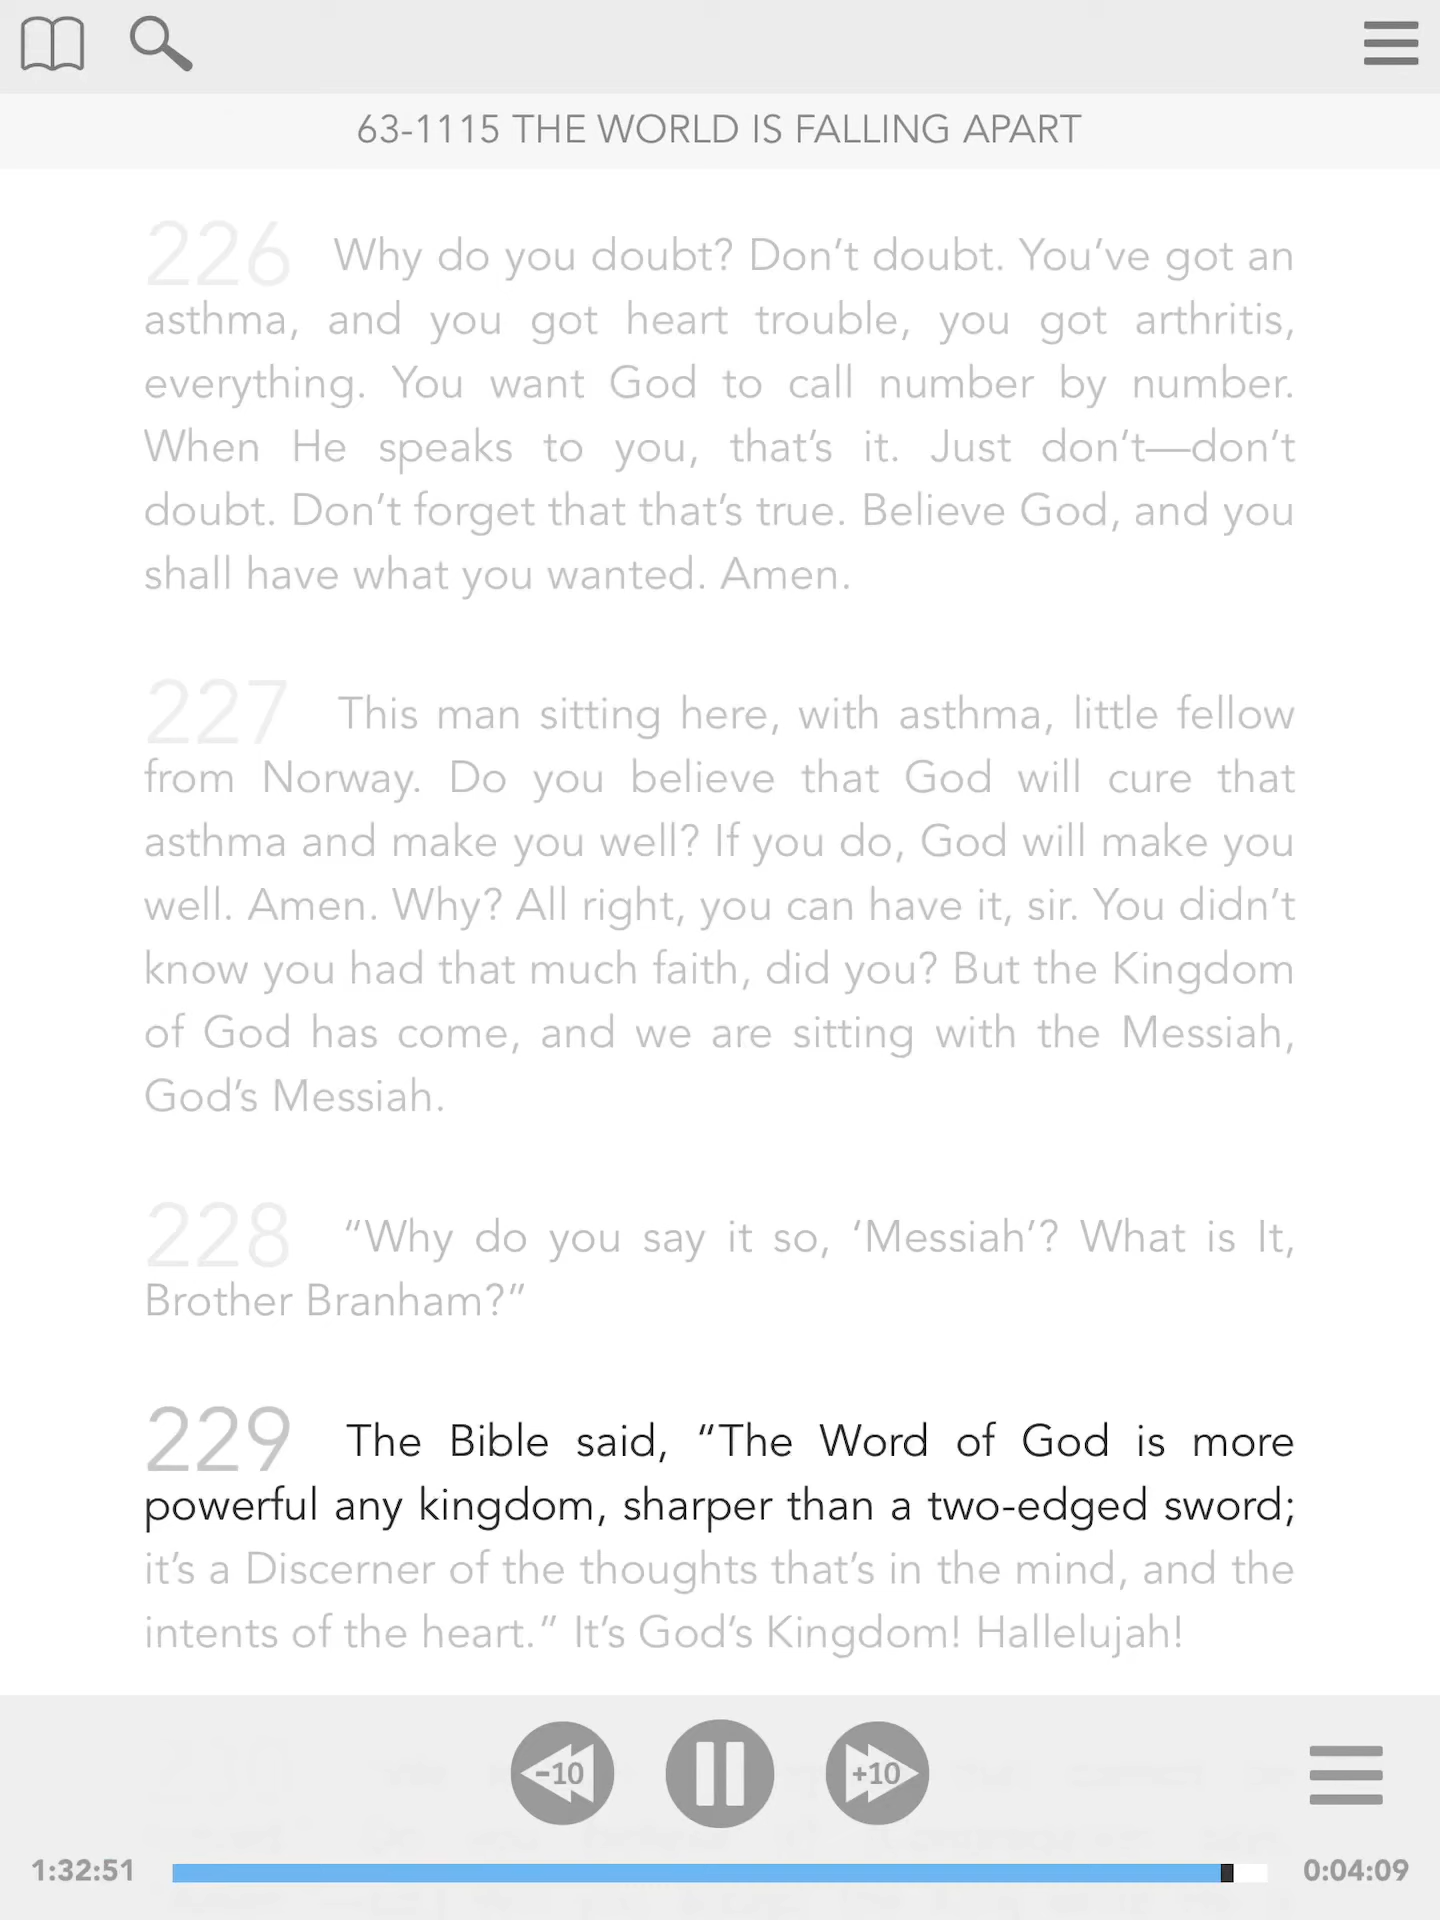 63-1115 THE WORLD IS FALLING APART
226 Why do you doubt? Don’t doubt. You’ve got an
asthma, and you got heart trouble, you got arthritis,
everything. You want God to call number by number.
When He speaks to you, that’s it. Just don’t—don’t
doubt. Don’t forget that that’s true. Believe God, and you
shall have what you wanted. Amen.
227 This man sitting here, with asthma, little fellow
from Norway. Do you believe that God will cure that
asthma and make you well? If you do, God will make you
well. Amen. Why? All right, you can have it, sir. You didn’t
know you had that much faith, did you? But the Kingdom
of God has come, and we are sitting with the Messiah,
God’s Messiah.
228 “Why do you say it so, ‘Messiah’? What is It,
Brother Branham?”
229 The Bible said, “The Word of God is more
powerful any kingdom, sharper than a two-edged sword;
it’s a Discerner of the thoughts that’s in the mind, and the
intents of the heart.” It’s God’s Kingdom! Hallelujah!
-10 +10
1:32:51 0:04:09